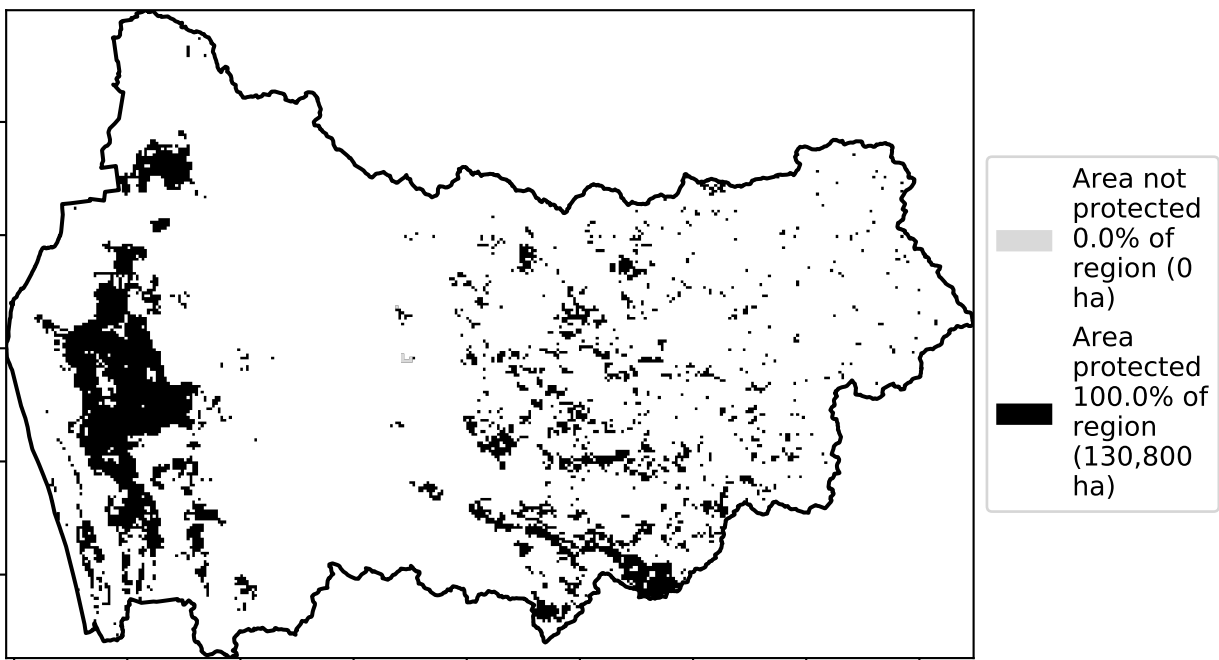 Area not
protected
0.0% of
region (0
ha)
Area
protected
100.0% of
region
(130,800
ha)